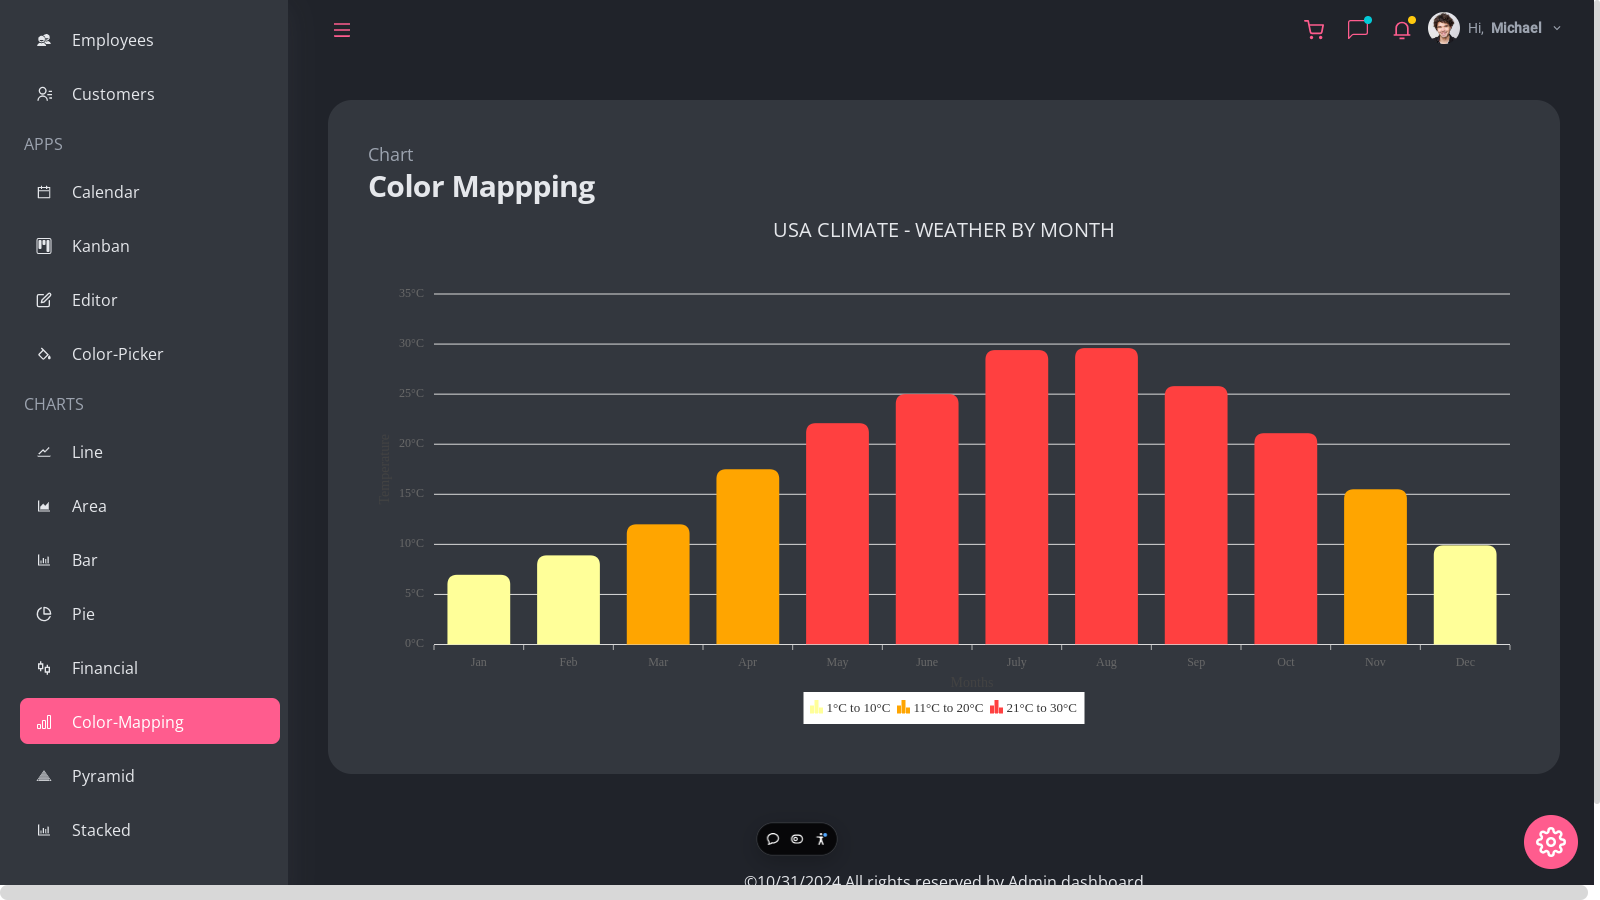 Employees
Customers
APPS
Calendar
Kanban
Editor
Color-Picker
CHARTS
Line
Area
Bar
Pie
Financial
Color-Mapping
Pyramid
Stacked
Hi, Michael
Chart
Color Mappping
USA CLIMATE - WEATHER BY MONTH
35°C
30°C
25°C
20°C
15°C
10°C
5°C
0°C
Temperature
Jan Feb Mar Apr May June July Aug Sep Oct Nov Dec
Months
1°C to 10°C 11°C to 20°C 21°C to 30°C
©10/31/2024 All rights reserved by Admin dashboard